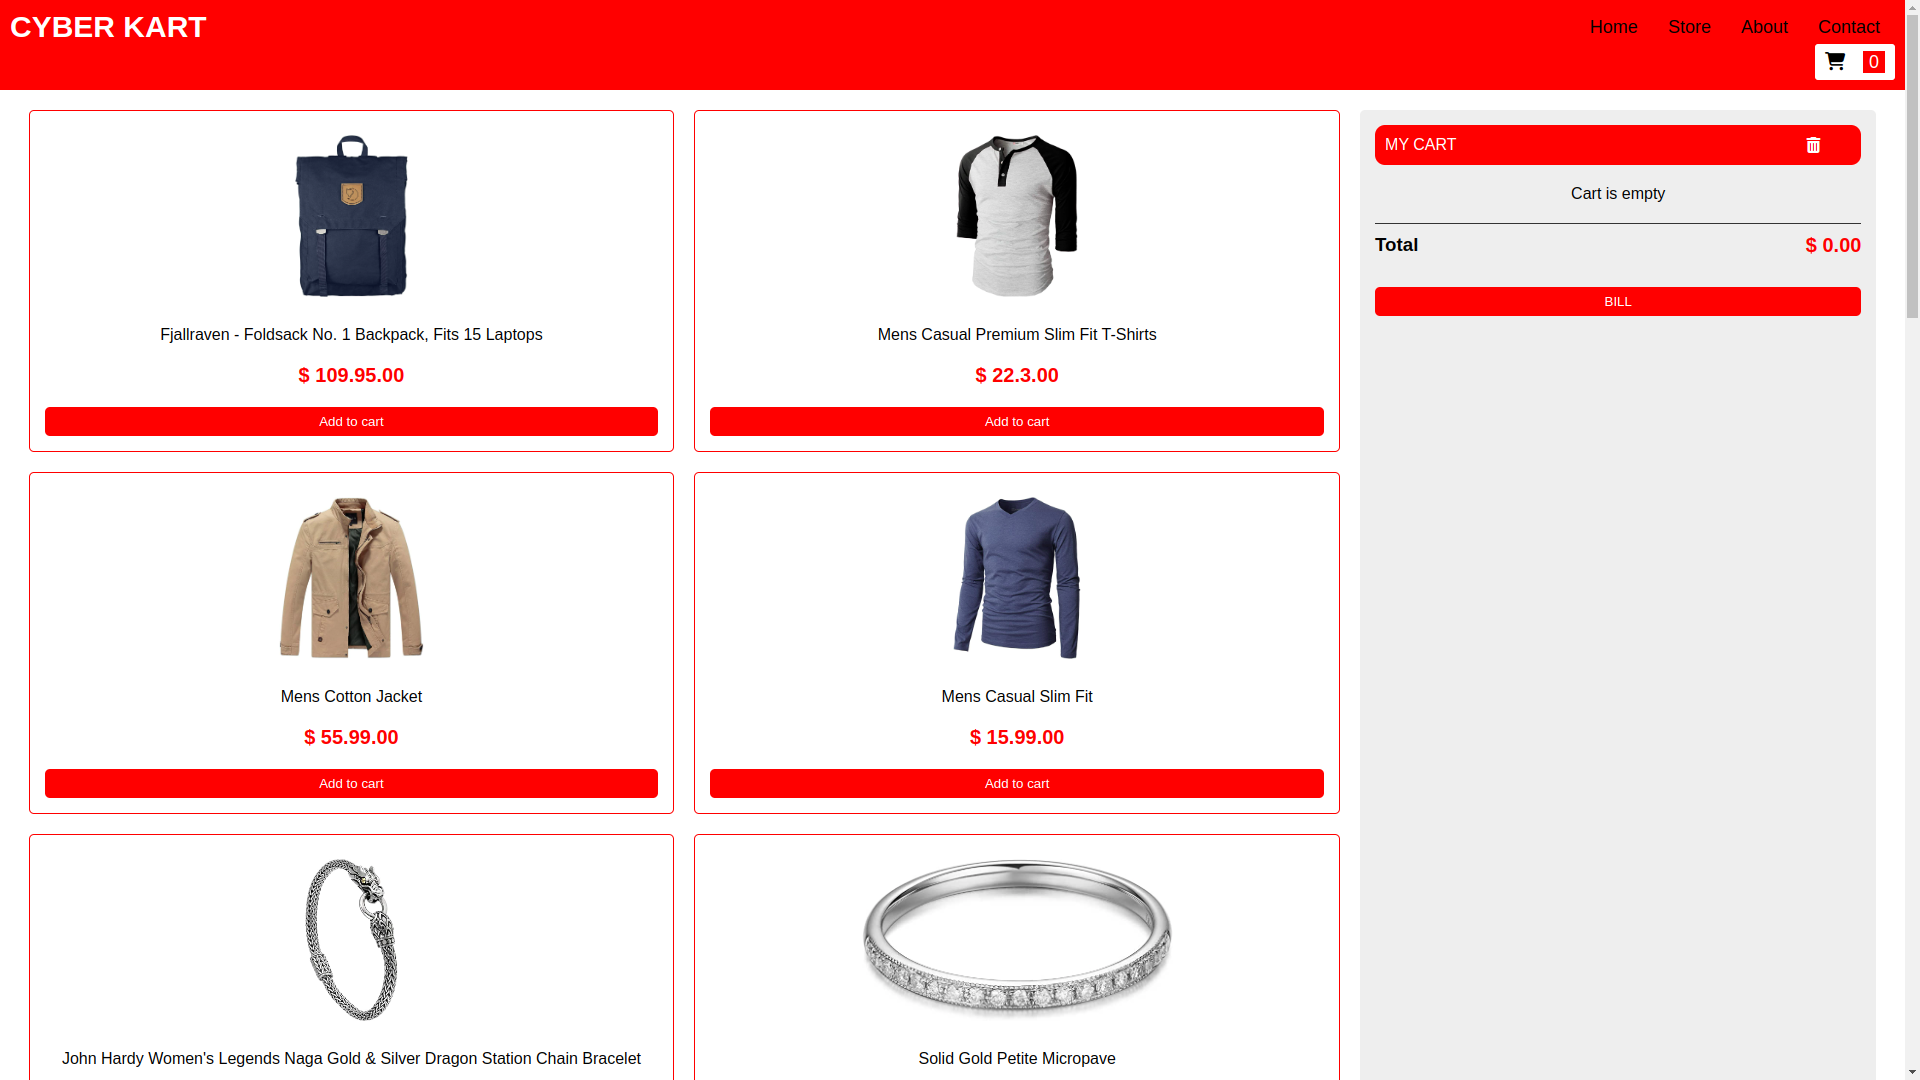 CYBER KART
Home Store About Contact
0
Fjallraven - Foldsack No. 1 Backpack, Fits 15 Laptops
$ 109.95.00
Add to cart
Mens Casual Premium Slim Fit T-Shirts
$ 22.3.00
Add to cart
MY CART
Cart is empty
Total $ 0.00
BILL
Mens Cotton Jacket
$ 55.99.00
Add to cart
Mens Casual Slim Fit
$ 15.99.00
Add to cart
John Hardy Women's Legends Naga Gold & Silver Dragon Station Chain Bracelet
Solid Gold Petite Micropave